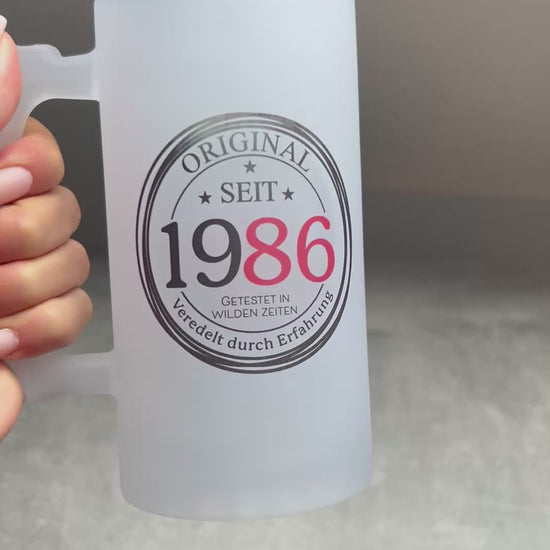 ORIGINAL
SEIT
1986
GETESTET IN
WILDEN ZEITEN
Veredelt durch Erfahrung